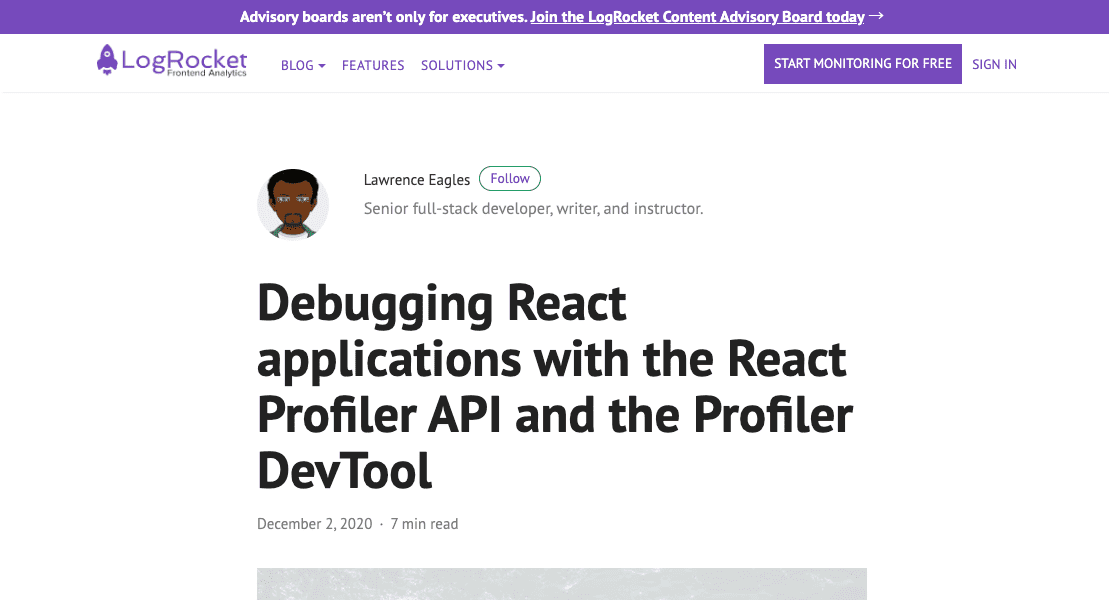 Advisory boards aren’t only for executives. Join the LogRocket Content Advisory Board today →
LogRocket
Frontend Analytics
BLOG FEATURES SOLUTIONS
START MONITORING FOR FREE SIGN IN
Lawrence Eagles Follow
Senior full-stack developer, writer, and instructor.
Debugging React
applications with the React
Profiler API and the Profiler
DevTool
December 2, 2020 · 7 min read